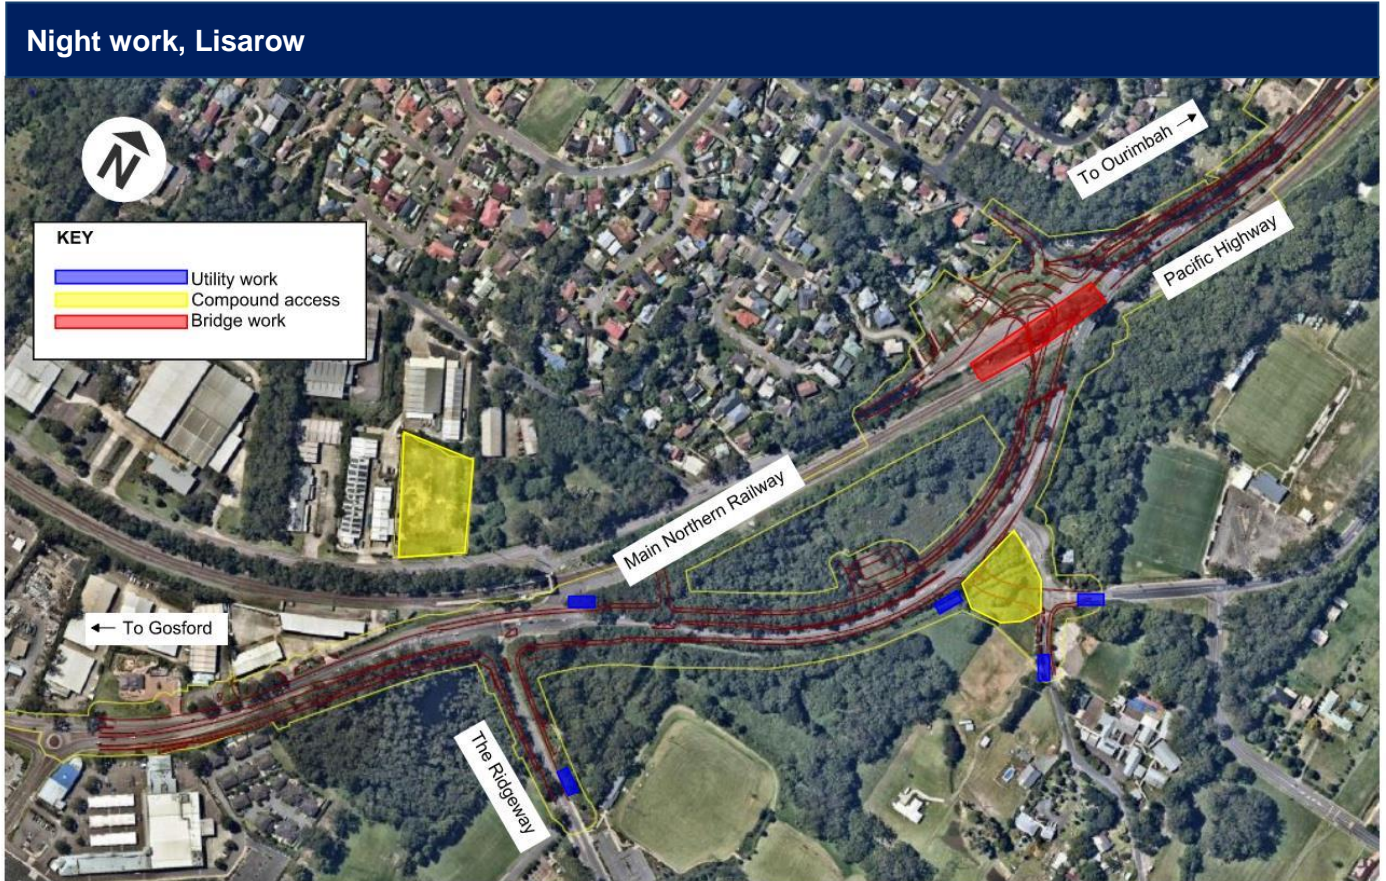 Night work, Lisarow
N
KEY
Utility work
Compound access
Bridge work
To Ourimbah →
Pacific Highway
Main Northern Railway
← To Gosford
The Ridgeway